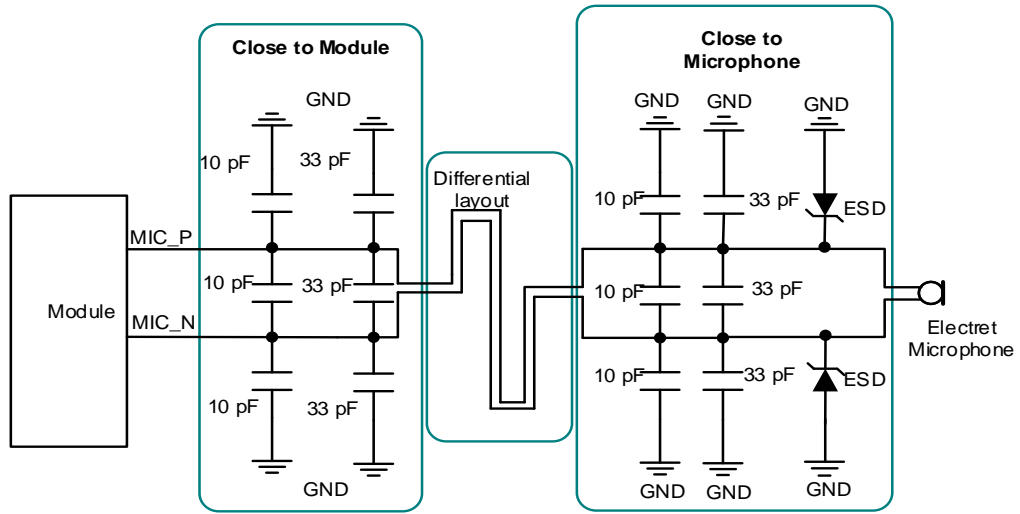 Close to Module
Close to
Microphone
GND
GND
GND
GND
10 pF
33 pF
Differential
layout
10 pF
33 pF
ESD
MIC_P
10 pF
33 pF
10 pF
33 pF
Module
MIC_N
Electret
Microphone
10 pF
33 pF
10 pF
33 pF
ESD
GND
GND
GND
GND